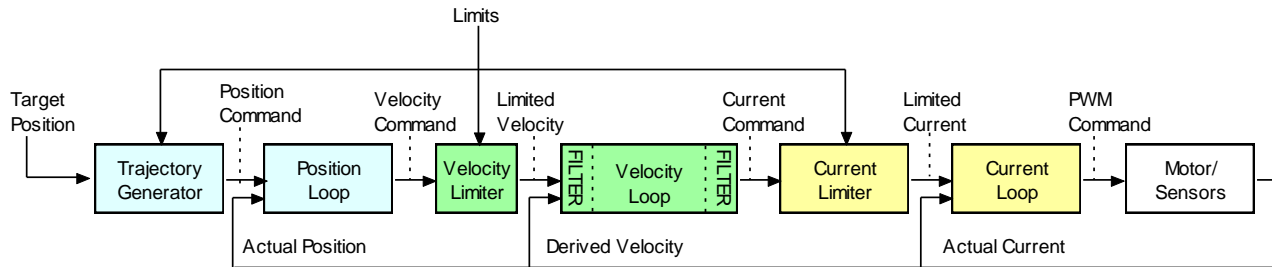 Limits
Target
Position
Position
Command
Velocity
Command
Limited
Velocity
Current
Command
Limited
Current
PWM
Command
Trajectory
Generator
Position
Loop
Velocity
Limiter
FILTER
Velocity
Loop
FILTER
Current
Limiter
Current
Loop
Motor/
Sensors
Actual Position
Derived Velocity
Actual Current